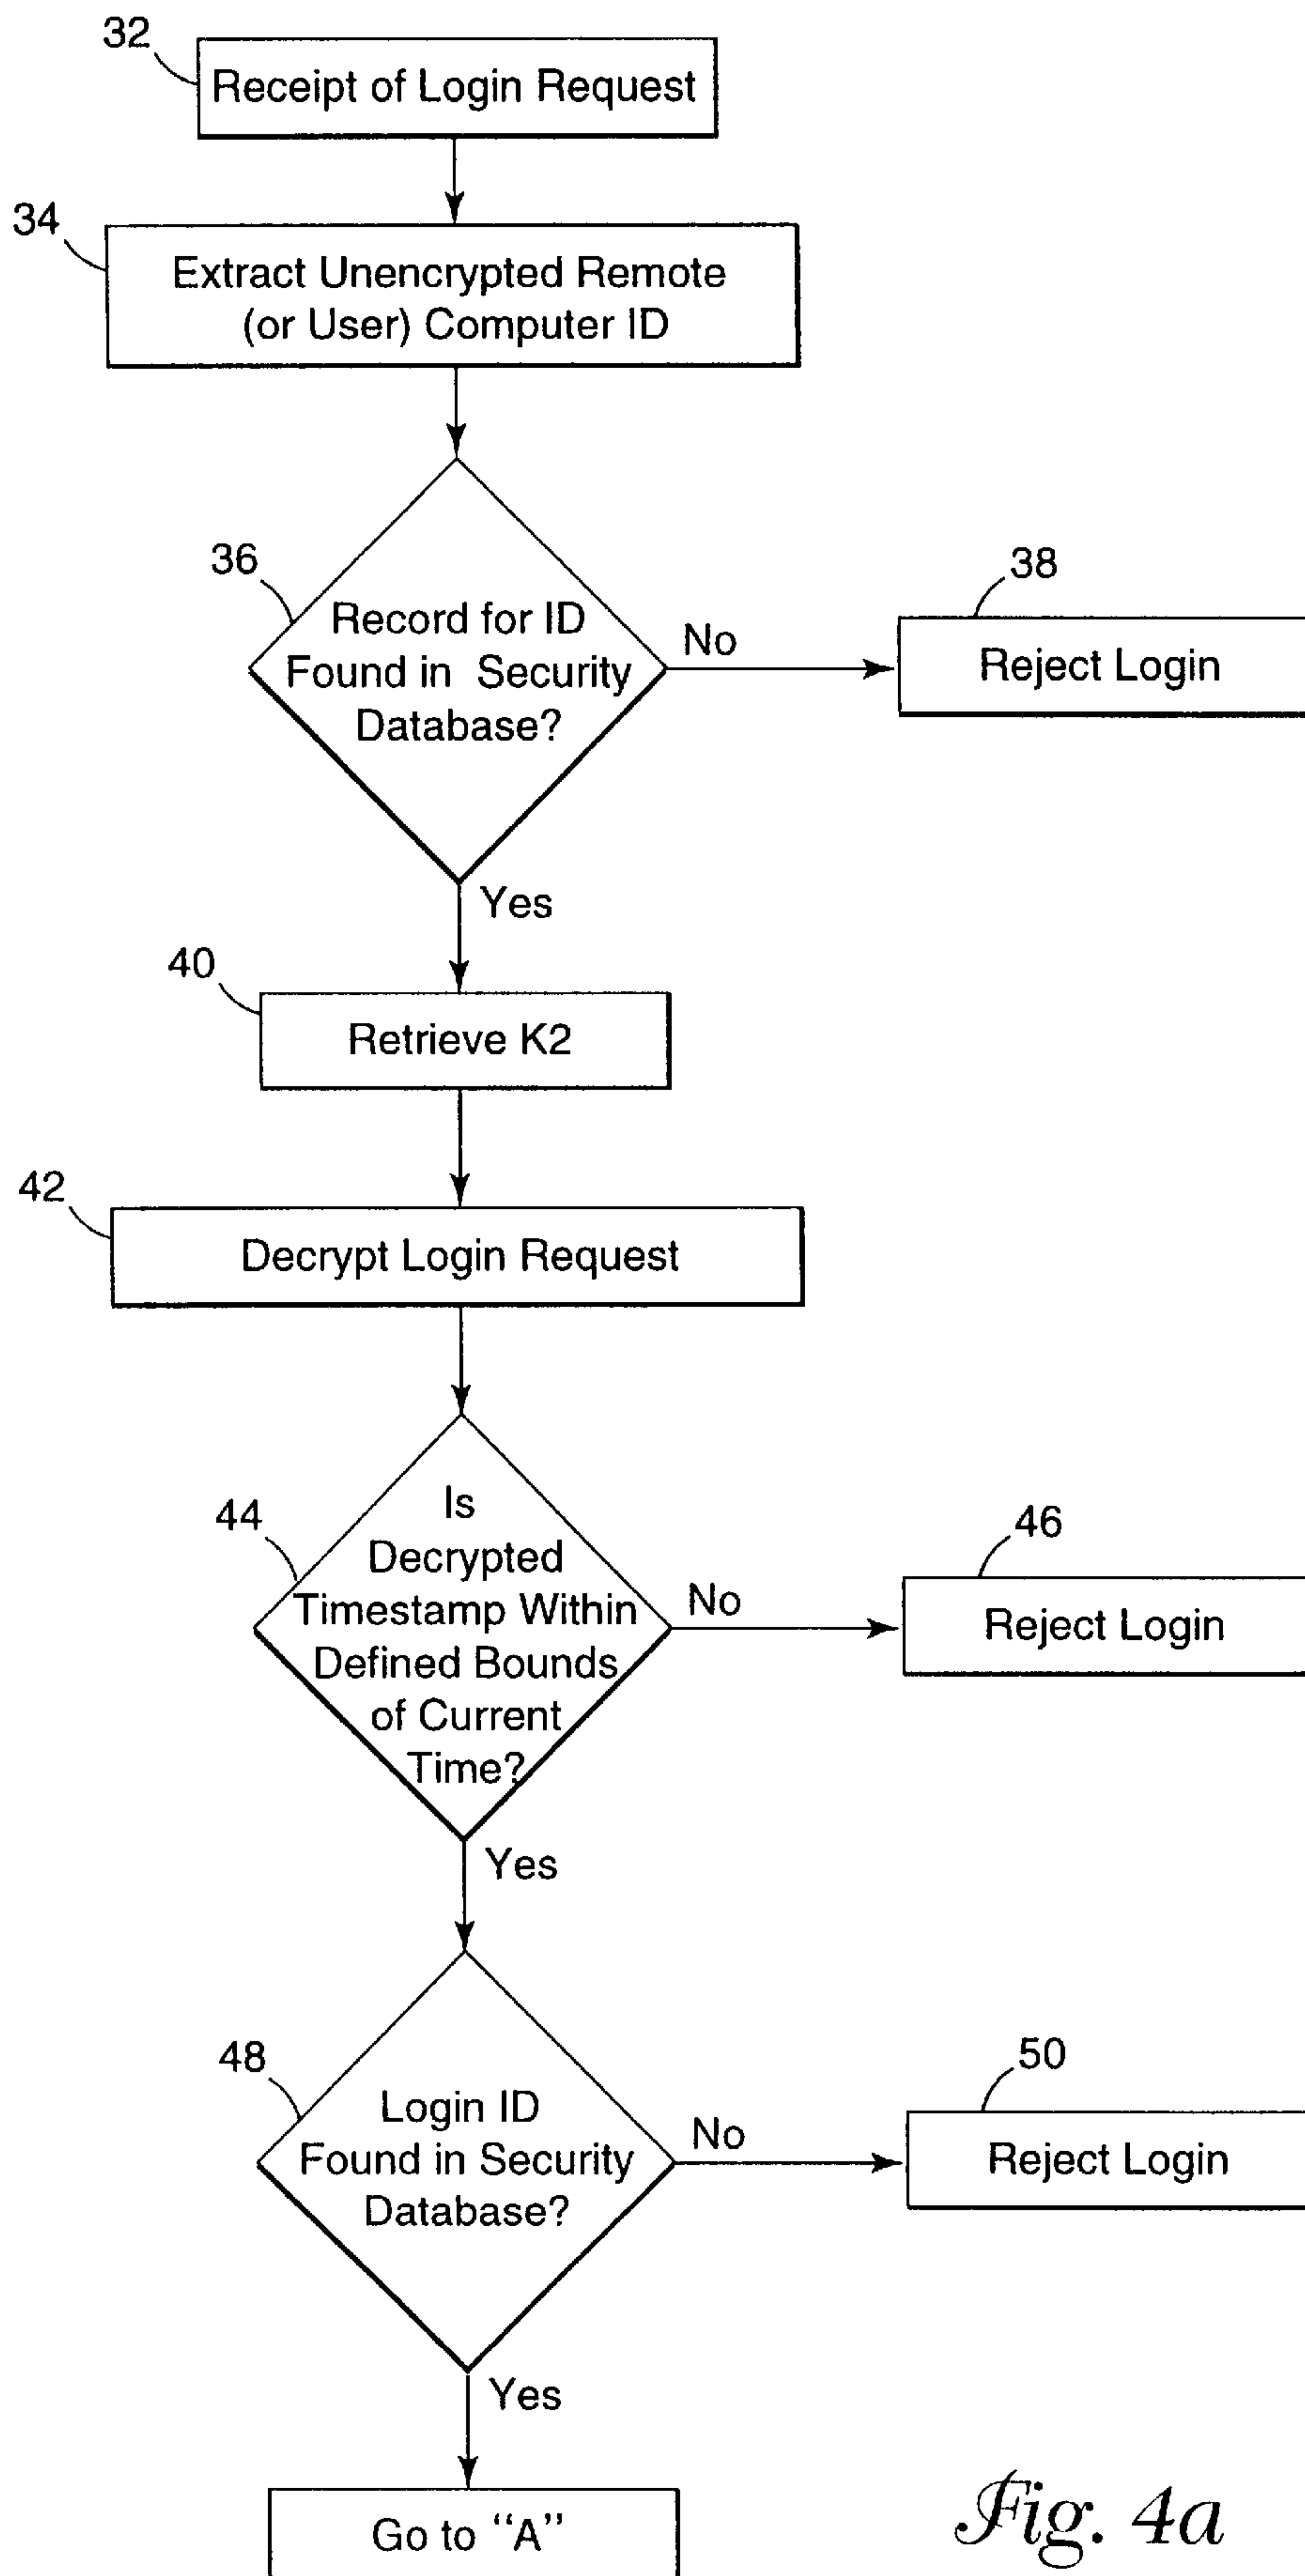 32
Receipt of Login Request
34
Extract Unencrypted Remote
(or User) Computer ID
36
Record for ID
Found in Security
Database?
No
38
Reject Login
Yes
40
Retrieve K2
42
Decrypt Login Request
44
Is
Decrypted
Timestamp Within
Defined Bounds
of Current
Time?
No
46
Reject Login
Yes
48
Login ID
Found in Security
Database?
No
50
Reject Login
Yes
Go to “A”
Fig. 4a